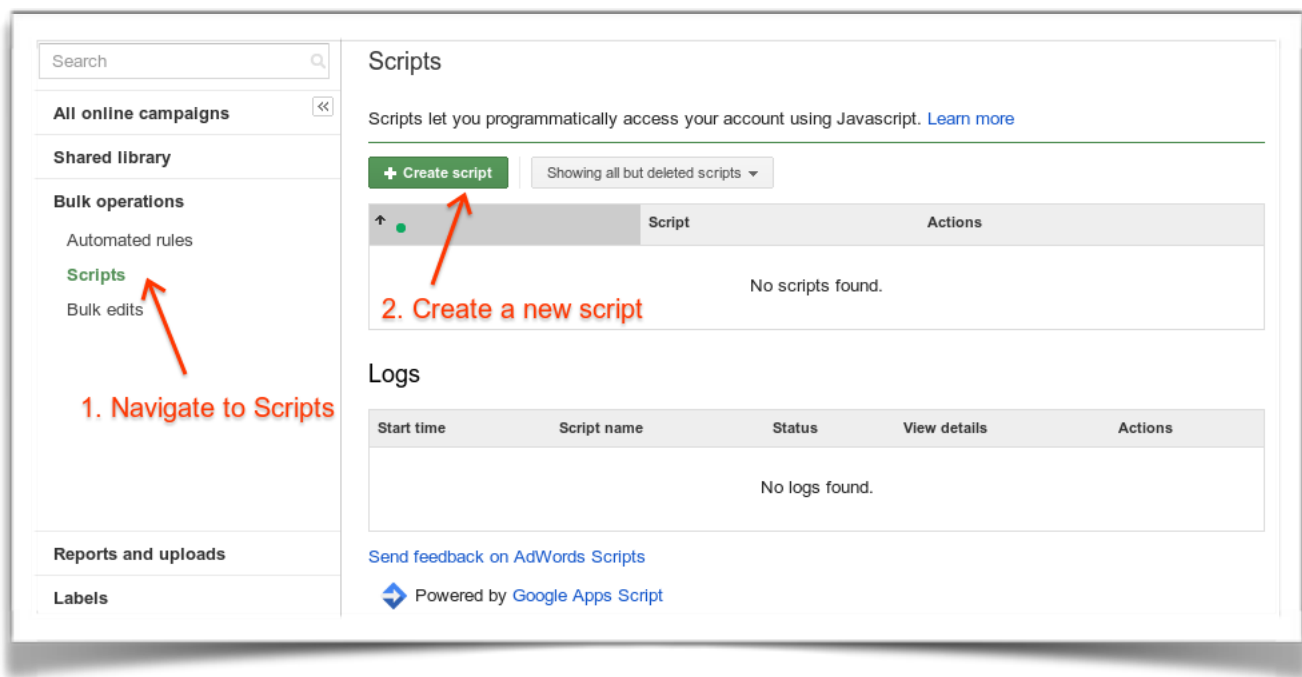 Search
All online campaigns
Shared library
Bulk operations
Automated rules
Scripts
Bulk edits
1. Navigate to Scripts
Reports and uploads
Labels
Scripts
Scripts let you programmatically access your account using Javascript. Learn more
Create script
Showing all but deleted scripts
Script Actions
No scripts found.
2. Create a new script
Logs
Start time Script name Status View details Actions
No logs found.
Send feedback on AdWords Scripts
Powered by Google Apps Script